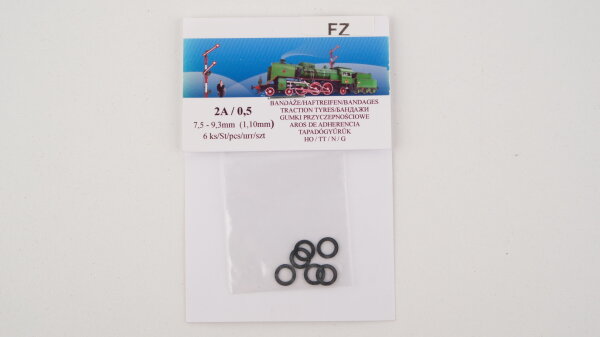 FZ
2A / 0,5
7,5 - 9,3mm (1,10mm)
6 ks/St/pcs/шт/szt
BANDAŽE/HAFTREIFEN/BANDAGES
TRACTION TYRES/БАНДАЖИ
GUMKI PRZYCZEPNOŚCIOWE
AROS DE ADHERENCIA
TAPADÓGYŰRŰK
HO / TT / N / G